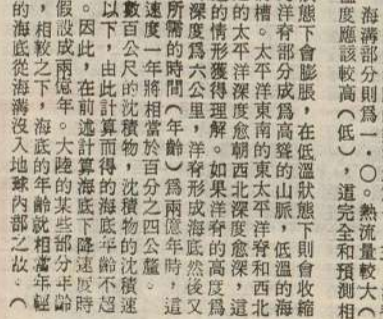 海溝部分則爲一・〇。熱流量較大(
度應該較高(低),這完全和預測相
狀態下會膨脹,在低溫狀態下則會收縮
洋脊部分成爲高聳的山脈,低溫的海
槽。太平洋東南的東太平洋脊和西北
的太平洋深度愈朝西北深度愈深,這
的情形獲得理解。如果洋脊的高度爲
深度爲六公里,洋脊形成海底然後又
所需的時間(年齡)爲兩億年時,這
速度一年將相當於百分之四公釐。
數百公尺的沈積物,沈積物的沈積速
以下,由此計算而得的海底年齡不超
。因此,在前述計算海底下降速度時
假設成兩億年。大陸的某些部分年齡
,相較之下,海底的年齡就相當年輕
的海底從海溝沒入地球內部之故。(